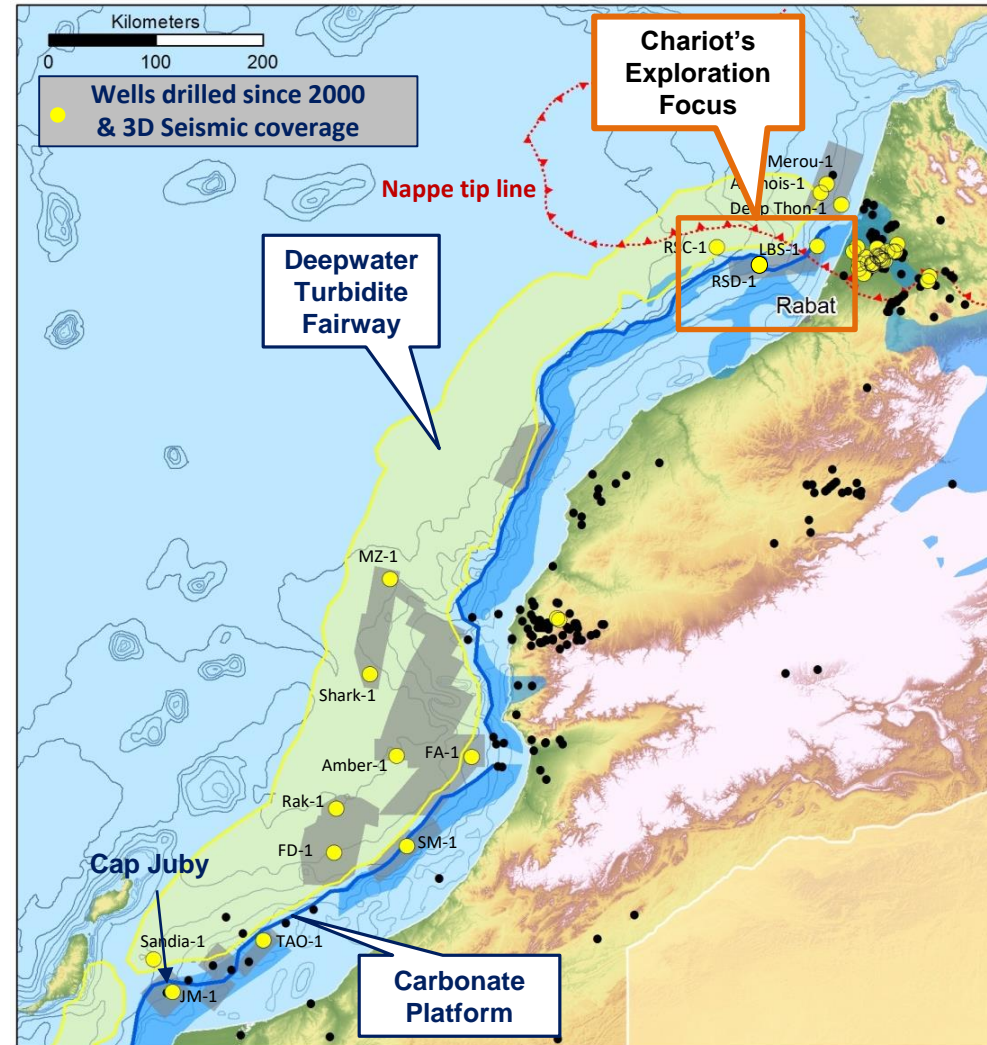 Kilometers
0 100 200
Wells drilled since 2000
& 3D Seismic coverage
Chariot's
Exploration
Focus
Merou-1
Nappe tip line
Deep Thon-1
RSC-1
LBS-1
RSD-1
Rabat
Deepwater
Turbidite
Fairway
MZ-1
Shark-1
Amber-1
FA-1
Rak-1
FD-1
SM-1
Cap Juby
Sandia-1
TAO-1
JM-1
Carbonate
Platform